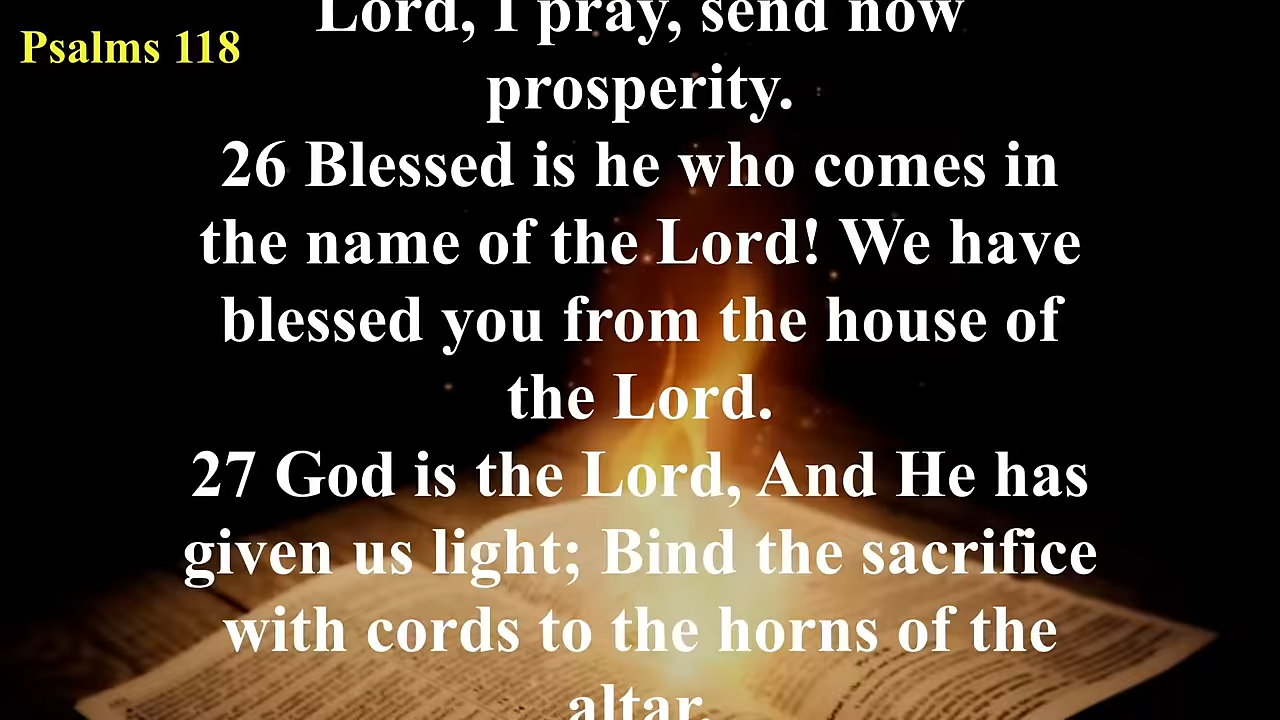 Psalms 118
Lord, I pray, send now
prosperity.
26 Blessed is he who comes in
the name of the Lord! We have
blessed you from the house of
the Lord.
27 God is the Lord, And He has
given us light; Bind the sacrifice
with cords to the horns of the
altar.